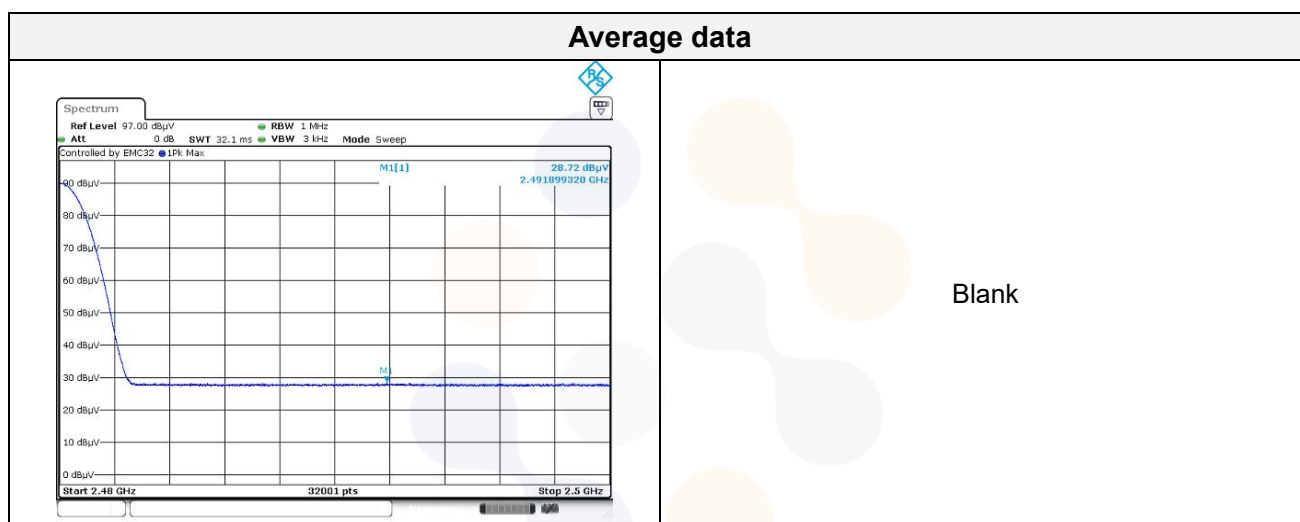 Average data
R S
Spectrum
Ref Level 97.00 dBµV RBW 1 MHz
Att 0 dB SWT 32.1 ms VBW 3 kHz Mode Sweep
Controlled by EMC32 1Pk Max
M1[1] 28.72 dBµV
2.491899320 GHz
90 dBµV
80 dBµV
70 dBµV
60 dBµV
50 dBµV
40 dBµV
30 dBµV
M1
20 dBµV
10 dBµV
0 dBµV
Start 2.48 GHz 32001 pts Stop 2.5 GHz
Blank